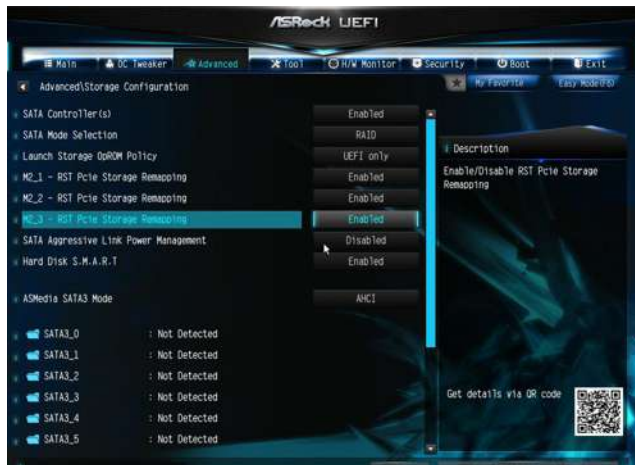 ASRock UEFI
Main OC Tweaker Advanced Tool H/W Monitor Security Boot Exit
Advanced\Storage Configuration
My Favorite Easy Mode(F6)
SATA Controller(s) Enabled
SATA Mode Selection RAID
Launch Storage OpROM Policy UEFI only
M2_1 - RST Pcie Storage Remapping Enabled
M2_2 - RST Pcie Storage Remapping Enabled
M2_3 - RST Pcie Storage Remapping Enabled
SATA Aggressive Link Power Management Disabled
Hard Disk S.M.A.R.T Enabled
ASMedia SATA3 Mode AHCI
SATA3_0 : Not Detected
SATA3_1 : Not Detected
SATA3_2 : Not Detected
SATA3_3 : Not Detected
SATA3_4 : Not Detected
SATA3_5 : Not Detected
Description
Enable/Disable RST Pcie Storage
Remapping
Get details via QR code